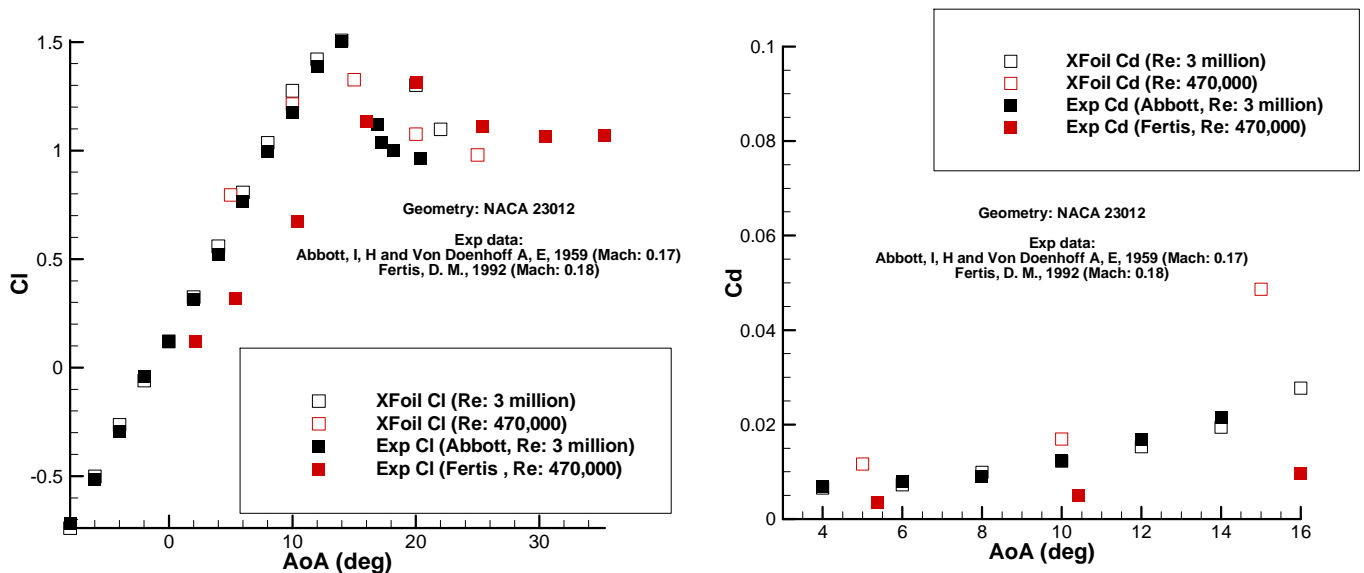 1.5
1
0.5
0
-0.5
Cl
Geometry: NACA 23012
Exp data:
Abbott, I, H and Von Doenhoff A, E, 1959 (Mach: 0.17)
Fertis, D. M., 1992 (Mach: 0.18)
XFoil Cl (Re: 3 million)
XFoil Cl (Re: 470,000)
Exp Cl (Abbott, Re: 3 million)
Exp Cl (Fertis , Re: 470,000)
0 10 20 30
AoA (deg)
0.1
0.08
0.06
0.04
0.02
0
Cd
XFoil Cd (Re: 3 million)
XFoil Cd (Re: 470,000)
Exp Cd (Abbott, Re: 3 million)
Exp Cd (Fertis, Re: 470,000)
Geometry: NACA 23012
Exp data:
Abbott, I, H and Von Doenhoff A, E, 1959 (Mach: 0.17)
Fertis, D. M., 1992 (Mach: 0.18)
4 6 8 10 12 14 16
AoA (deg)